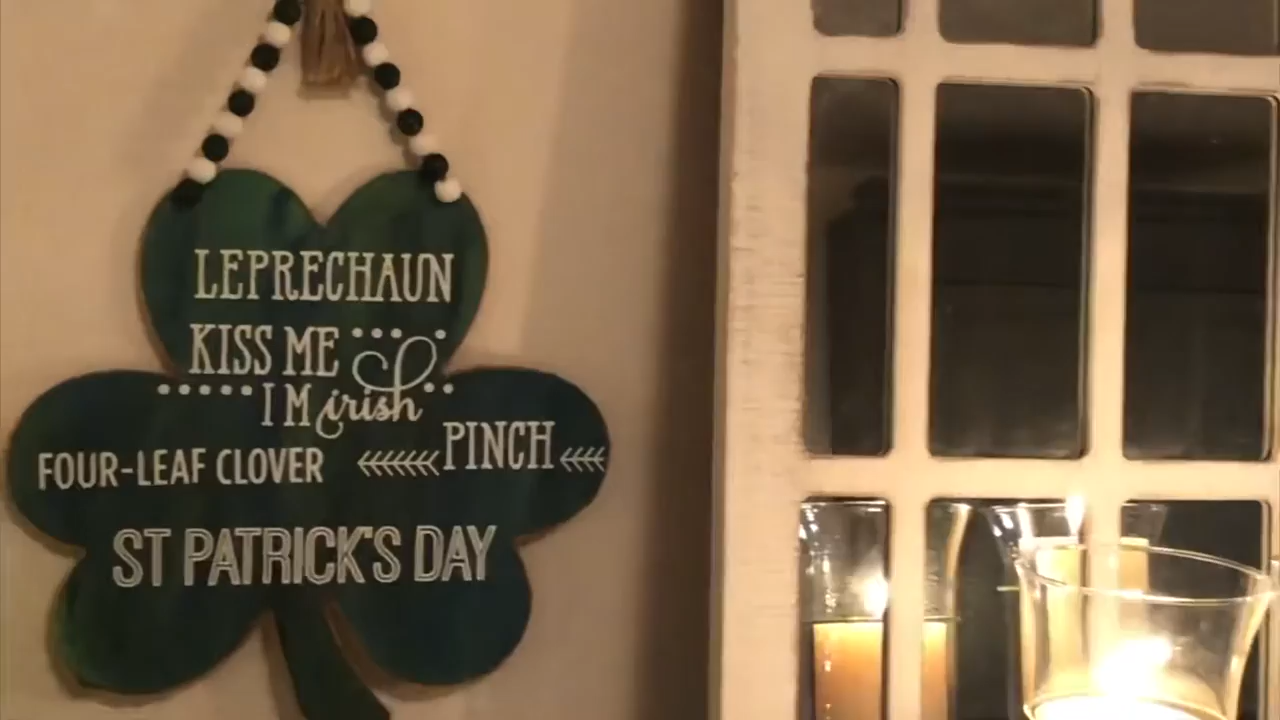 LEPRECHAUN
KISS ME
I M irish
PINCH
FOUR-LEAF CLOVER
ST PATRICK'S DAY